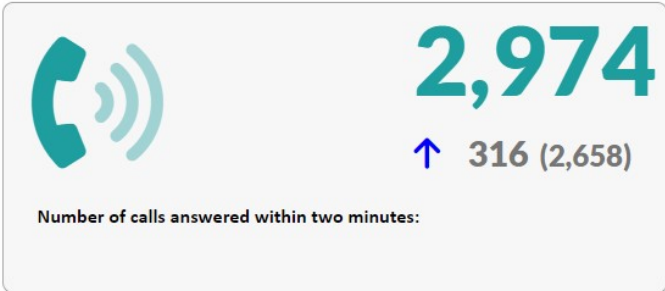 2,974
↑ 316 (2,658)
Number of calls answered within two minutes: